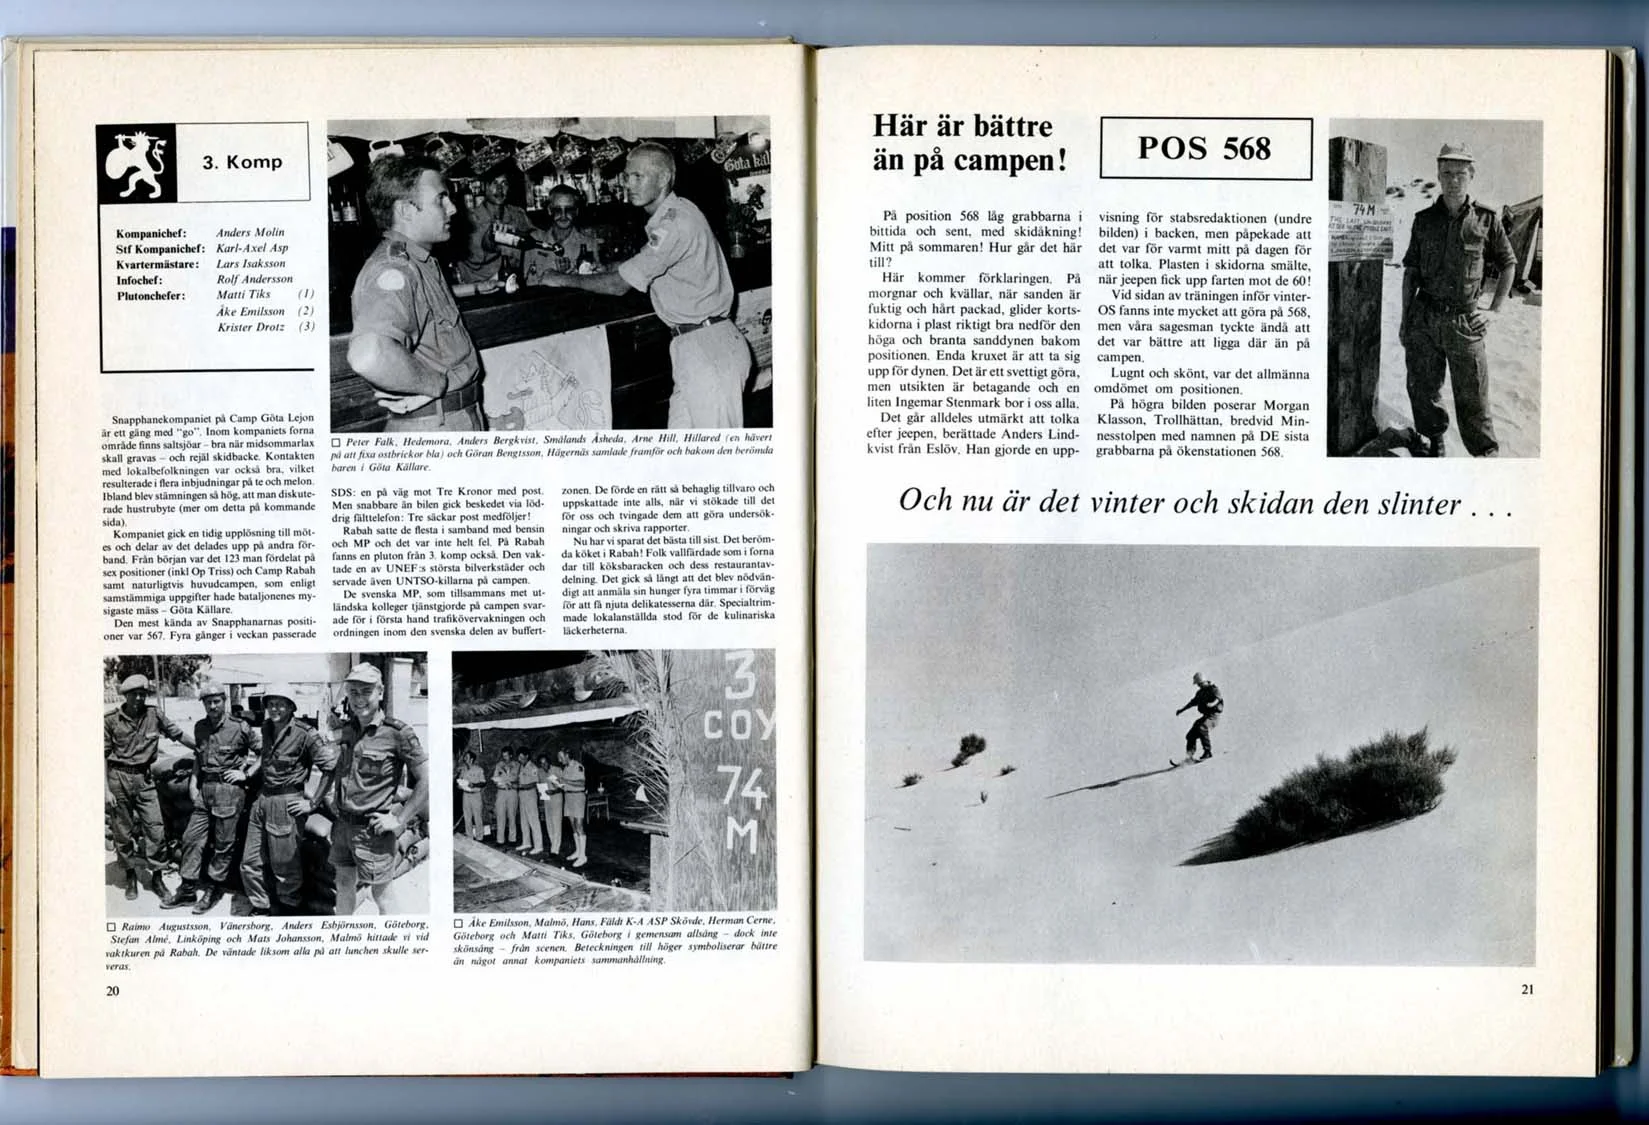 3. Komp
Kompanichef: Anders Molin
Stf Kompanichef: Karl-Axel Asp
Kvartermästare: Lars Isaksson
Infochef: Rolf Andersson
Plutonchefer: Matti Tiks (1)
Åke Emilsson (2)
Krister Drotz (3)
Snapphanekompaniet på Camp Göta Lejon
är ett gäng med "go". Inom kompaniets forna
område finns saltsjöar – bra när midsommarlax
skall gravas – och rejäl skidbacke. Kontakten
med lokalbefolkningen var också bra, vilket
resulterade i flera inbjudningar på te och melon.
Ibland blev stämningen så hög, att man diskute-
rade hustrubyte (mer om detta på kommande
sida).
Kompaniet gick en tidig upplösning till möt-
es och delar av det delades upp på andra för-
band. Från början var det 123 man fördelat på
sex positioner (inkl Op Triss) och Camp Rabah
samt naturligtvis huvudcampen, som enligt
samstämmiga uppgifter hade bataljonenes my-
sigaste mäss – Göta Källare.
Den mest kända av Snapphanarnas positi-
oner var 567. Fyra gånger i veckan passerade
Göta käl
□ Peter Falk, Hedemora, Anders Bergkvist, Smålands Åsheda, Arne Hill, Hillared (en hävert
på att fixa ostbrickor bla) och Göran Bengtsson, Hägernäs samlade framför och bakom den berömda
baren i Göta Källare.
SDS: en på väg mot Tre Kronor med post.
Men snabbare än bilen gick beskedet via löd-
drig fälttelefon: Tre säckar post medföljer!
Rabah satte de flesta i samband med bensin
och MP och det var inte helt fel. På Rabah
fanns en pluton från 3. komp också. Den vak-
tade en av UNEF:s största bilverkstäder och
servade även UNTSO-killarna på campen.
De svenska MP, som tillsammans met ut-
ländska kolleger tjänstgjorde på campen svar-
ade för i första hand trafikövervakningen och
ordningen inom den svenska delen av buffert-
zonen. De förde en rätt så behaglig tillvaro och
uppskattade inte alls, när vi stökade till det
för oss och tvingade dem att göra undersök-
ningar och skriva rapporter.
Nu har vi sparat det bästa till sist. Det beröm-
da köket i Rabah! Folk vallfärdade som i forna
dar till köksbaracken och dess restaurantav-
delning. Det gick så långt att det blev nödvän-
digt att anmäla sin hunger fyra timmar i förväg
för att få njuta delikatesserna där. Specialtrim-
made lokalanställda stod för de kulinariska
läckerheterna.
3
COY
74
M
□ Raimo Augustsson, Vänersborg, Anders Esbjörnsson, Göteborg,
Stefan Almé, Linköping och Mats Johansson, Malmö hittade vi vid
vaktkuren på Rabah. De väntade liksom alla på att lunchen skulle ser-
veras.
□ Åke Emilsson, Malmö, Hans, Fäldt K-A ASP Skövde, Herman Cerne,
Göteborg och Matti Tiks, Göteborg i gemensam allsång – dock inte
skönsång – från scenen. Beteckningen till höger symboliserar bättre
än något annat kompaniets sammanhållning.
20
Här är bättre
än på campen!
POS 568
På position 568 låg grabbarna i
bittida och sent, med skidåkning!
Mitt på sommaren! Hur går det här
till?
Här kommer förklaringen. På
morgnar och kvällar, när sanden är
fuktig och hårt packad, glider korts-
kidorna i plast riktigt bra nedför den
höga och branta sanddynen bakom
positionen. Enda kruxet är att ta sig
upp för dynen. Det är ett svettigt göra,
men utsikten är betagande och en
liten Ingemar Stenmark bor i oss alla.
Det går alldeles utmärkt att tolka
efter jeepen, berättade Anders Lind-
kvist från Eslöv. Han gjorde en upp-
visning för stabsredaktionen (undre
bilden) i backen, men påpekade att
det var för varmt mitt på dagen för
att tolka. Plasten i skidorna smälte,
när jeepen fick upp farten mot de 60!
Vid sidan av träningen inför vinter-
OS fanns inte mycket att göra på 568,
men våra sagesman tyckte ändå att
det var bättre att ligga där än på
campen.
Lugnt och skönt, var det allmänna
omdömet om positionen.
På högra bilden poserar Morgan
Klasson, Trollhättan, bredvid Min-
nesstolpen med namnen på DE sista
grabbarna på ökenstationen 568.
74M
THE LAST
Och nu är det vinter och skidan den slinter . . .
21